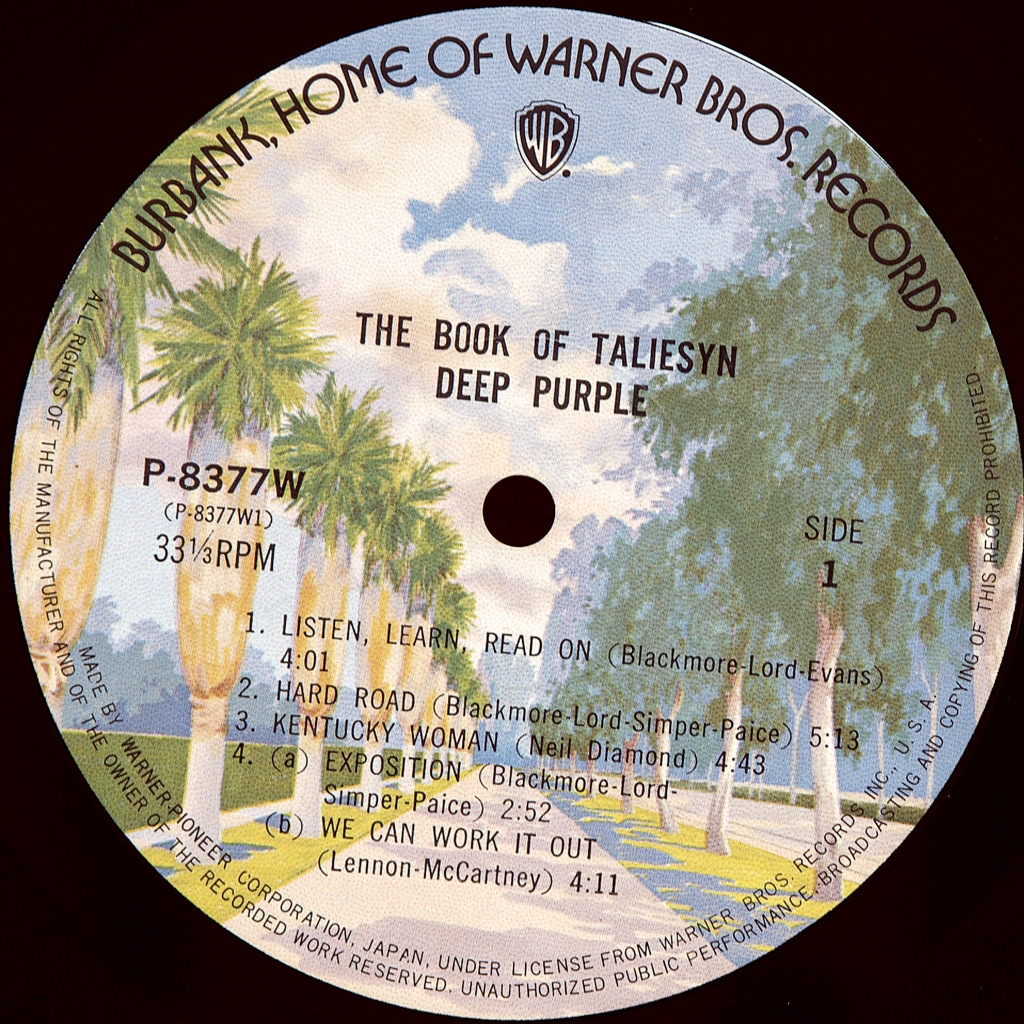 BURBANK, HOME OF WARNER BROS. RECORDS
WB
THE BOOK OF TALIESYN
DEEP PURPLE
P-8377W
(P-8377W1)
33⅓RPM
SIDE
1
1. LISTEN, LEARN, READ ON (Blackmore-Lord-Evans)
4:01
2. HARD ROAD (Blackmore-Lord-Simper-Paice) 5:13
3. KENTUCKY WOMAN (Neil Diamond) 4:43
4. (a) EXPOSITION (Blackmore-Lord-
Simper-Paice) 2:52
(b) WE CAN WORK IT OUT
(Lennon-McCartney) 4:11
MADE BY WARNER-PIONEER CORPORATION, JAPAN, UNDER LICENSE FROM WARNER BROS. RECORDS INC., U. S. A.
ALL RIGHTS OF THE MANUFACTURER AND OF THE OWNER OF THE RECORDED WORK RESERVED. UNAUTHORIZED PUBLIC PERFORMANCE, BROADCASTING AND COPYING OF THIS RECORD PROHIBITED